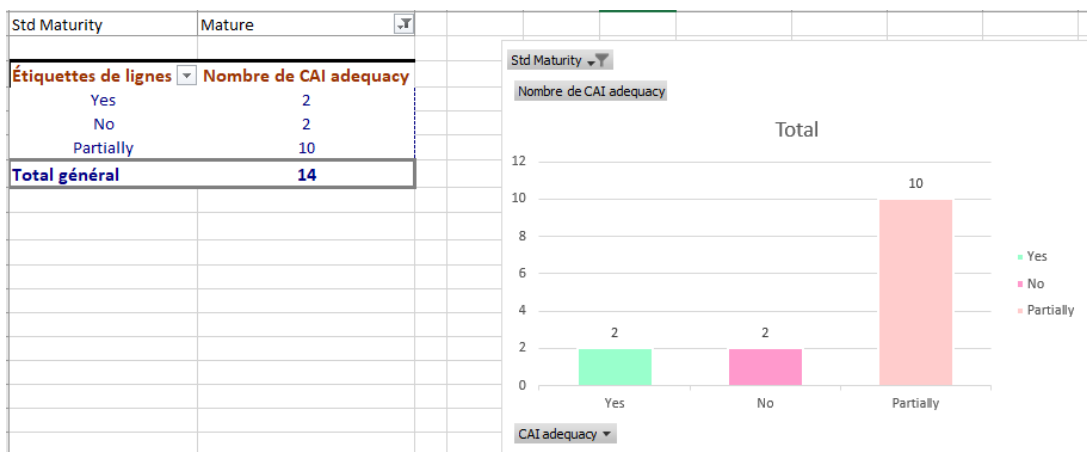 Std Maturity Mature
Étiquettes de lignes Nombre de CAI adequacy
Yes 2
No 2
Partially 10
Total général 14
Std Maturity
Nombre de CAI adequacy
Total
12
10
8
6
4
2
0
2
2
10
Yes
No
Partially
Yes
No
Partially
CAI adequacy